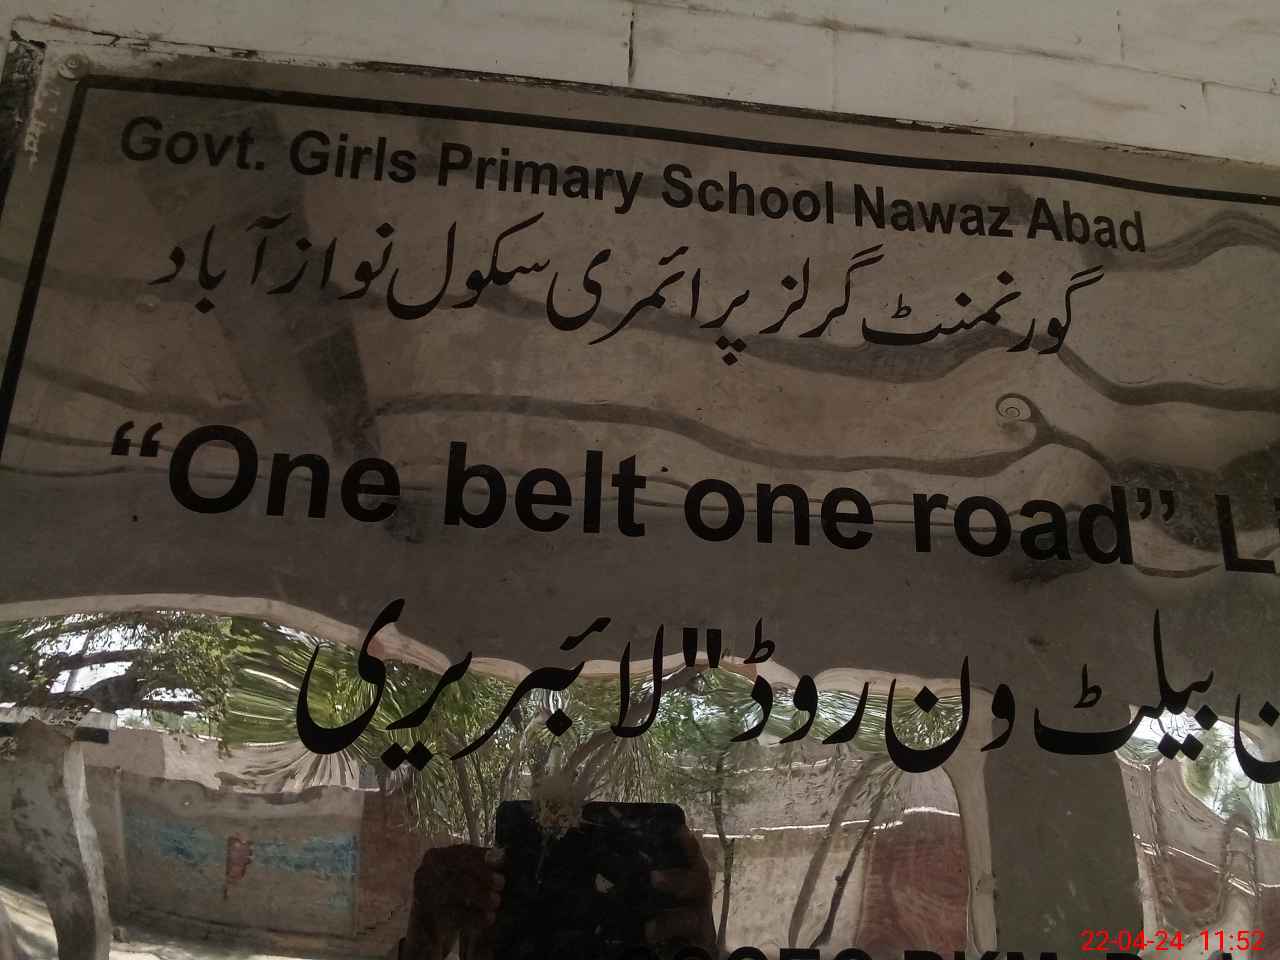 Govt. Girls Primary School Nawaz Abad
گورنمنٹ گرلز پرائمری سکول نواز آباد
“One belt one road” L
ن بیلٹ ون روڈ" لائبریری
22-04-24 11:52